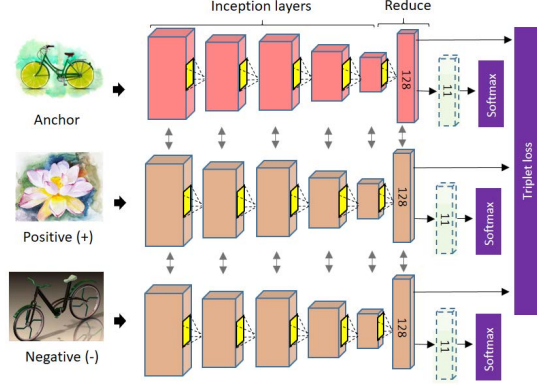 Inception layers
Reduce
Anchor
128
11
Softmax
Positive (+)
128
11
Softmax
Negative (-)
128
11
Softmax
Triplet loss